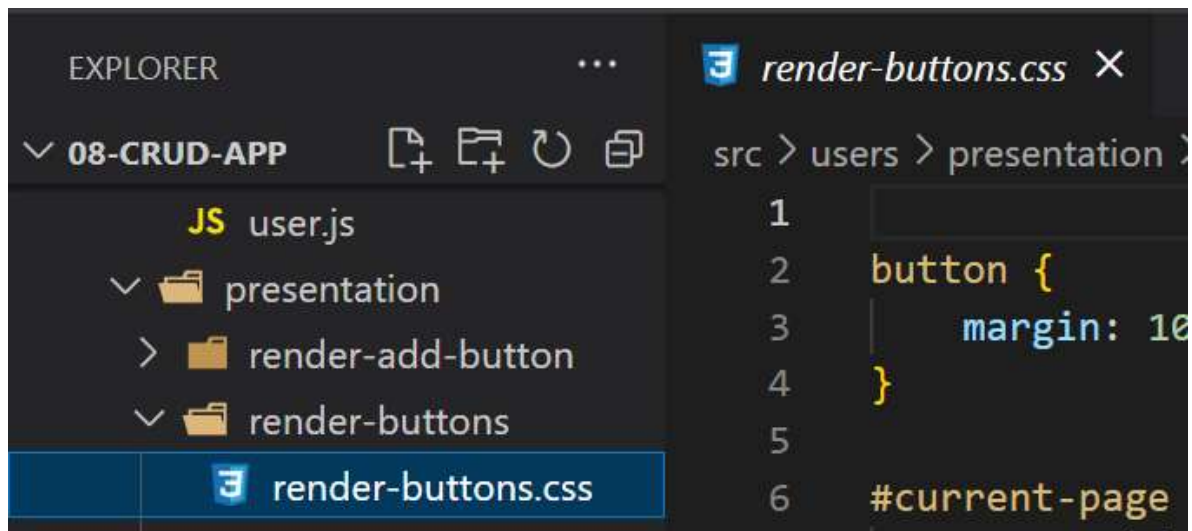 EXPLORER
08-CRUD-APP
JS user.js
presentation
render-add-button
render-buttons
render-buttons.css
render-buttons.css
src > users > presentation >
1
2 button {
3 margin: 10
4 }
5
6 #current-page